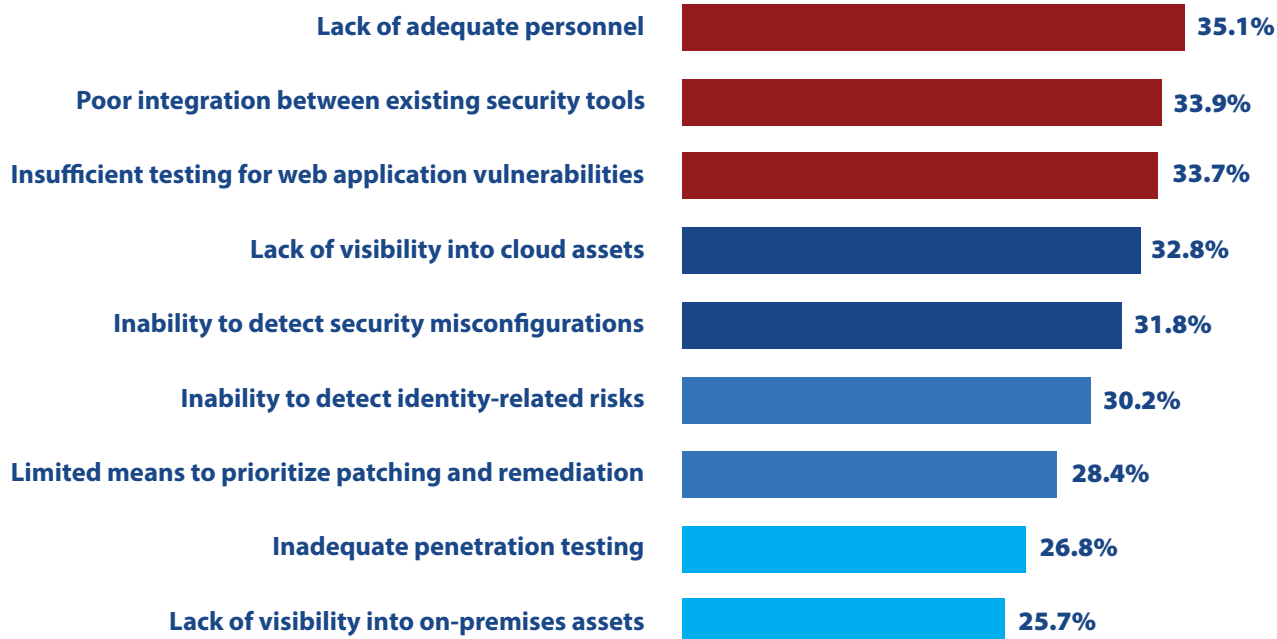 Lack of adequate personnel 35.1%
Poor integration between existing security tools 33.9%
Insufficient testing for web application vulnerabilities 33.7%
Lack of visibility into cloud assets 32.8%
Inability to detect security misconfigurations 31.8%
Inability to detect identity-related risks 30.2%
Limited means to prioritize patching and remediation 28.4%
Inadequate penetration testing 26.8%
Lack of visibility into on-premises assets 25.7%